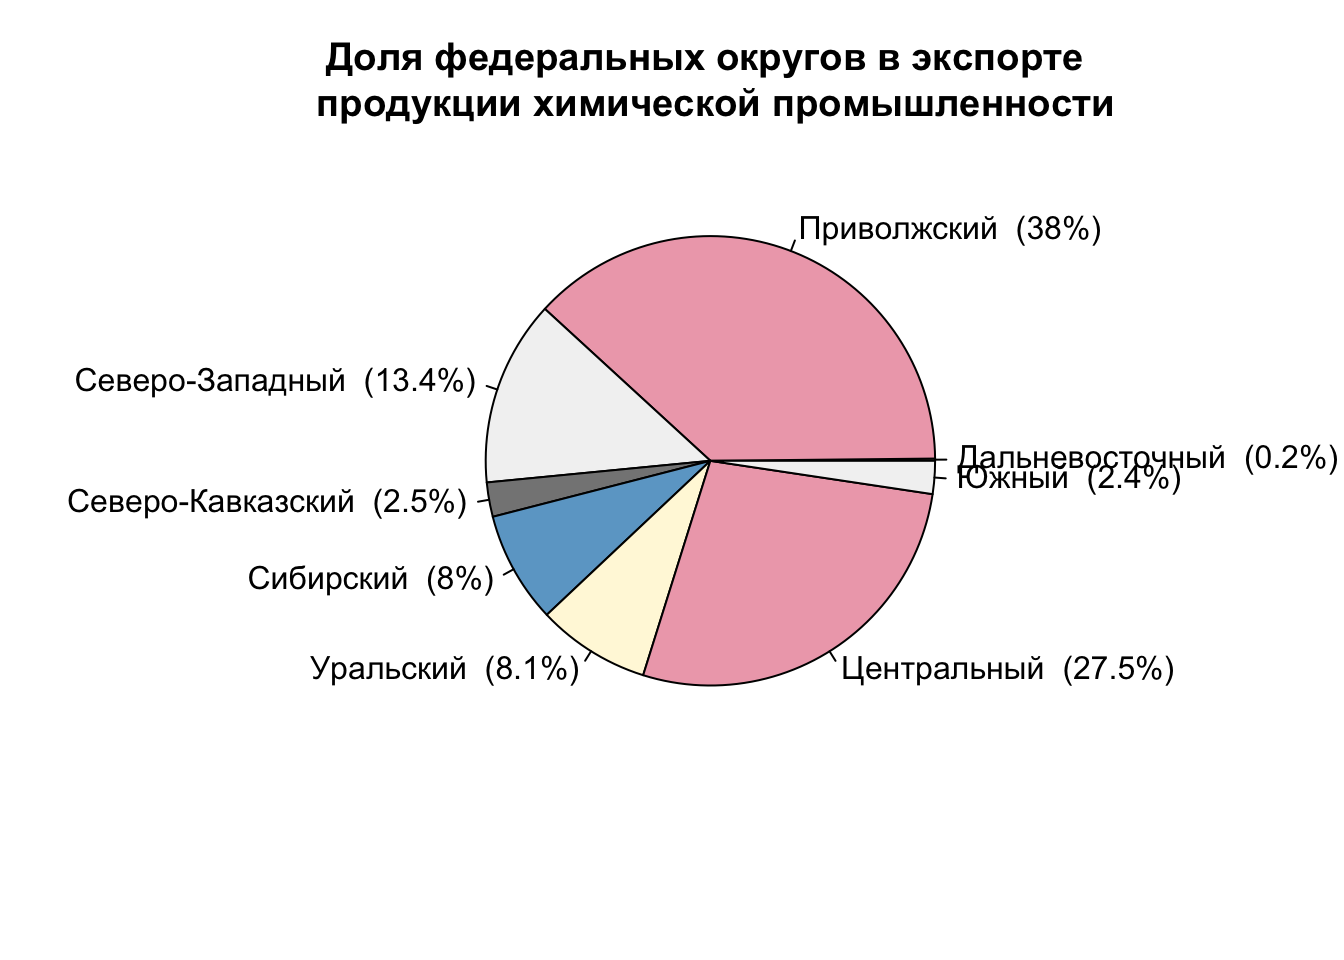 Доля федеральных округов в экспорте
продукции химической промышленности
Приволжский (38%)
Северо-Западный (13.4%)
Дальневосточный (0.2%)
Южный (2.4%)
Северо-Кавказский (2.5%)
Сибирский (8%)
Уральский (8.1%)
Центральный (27.5%)